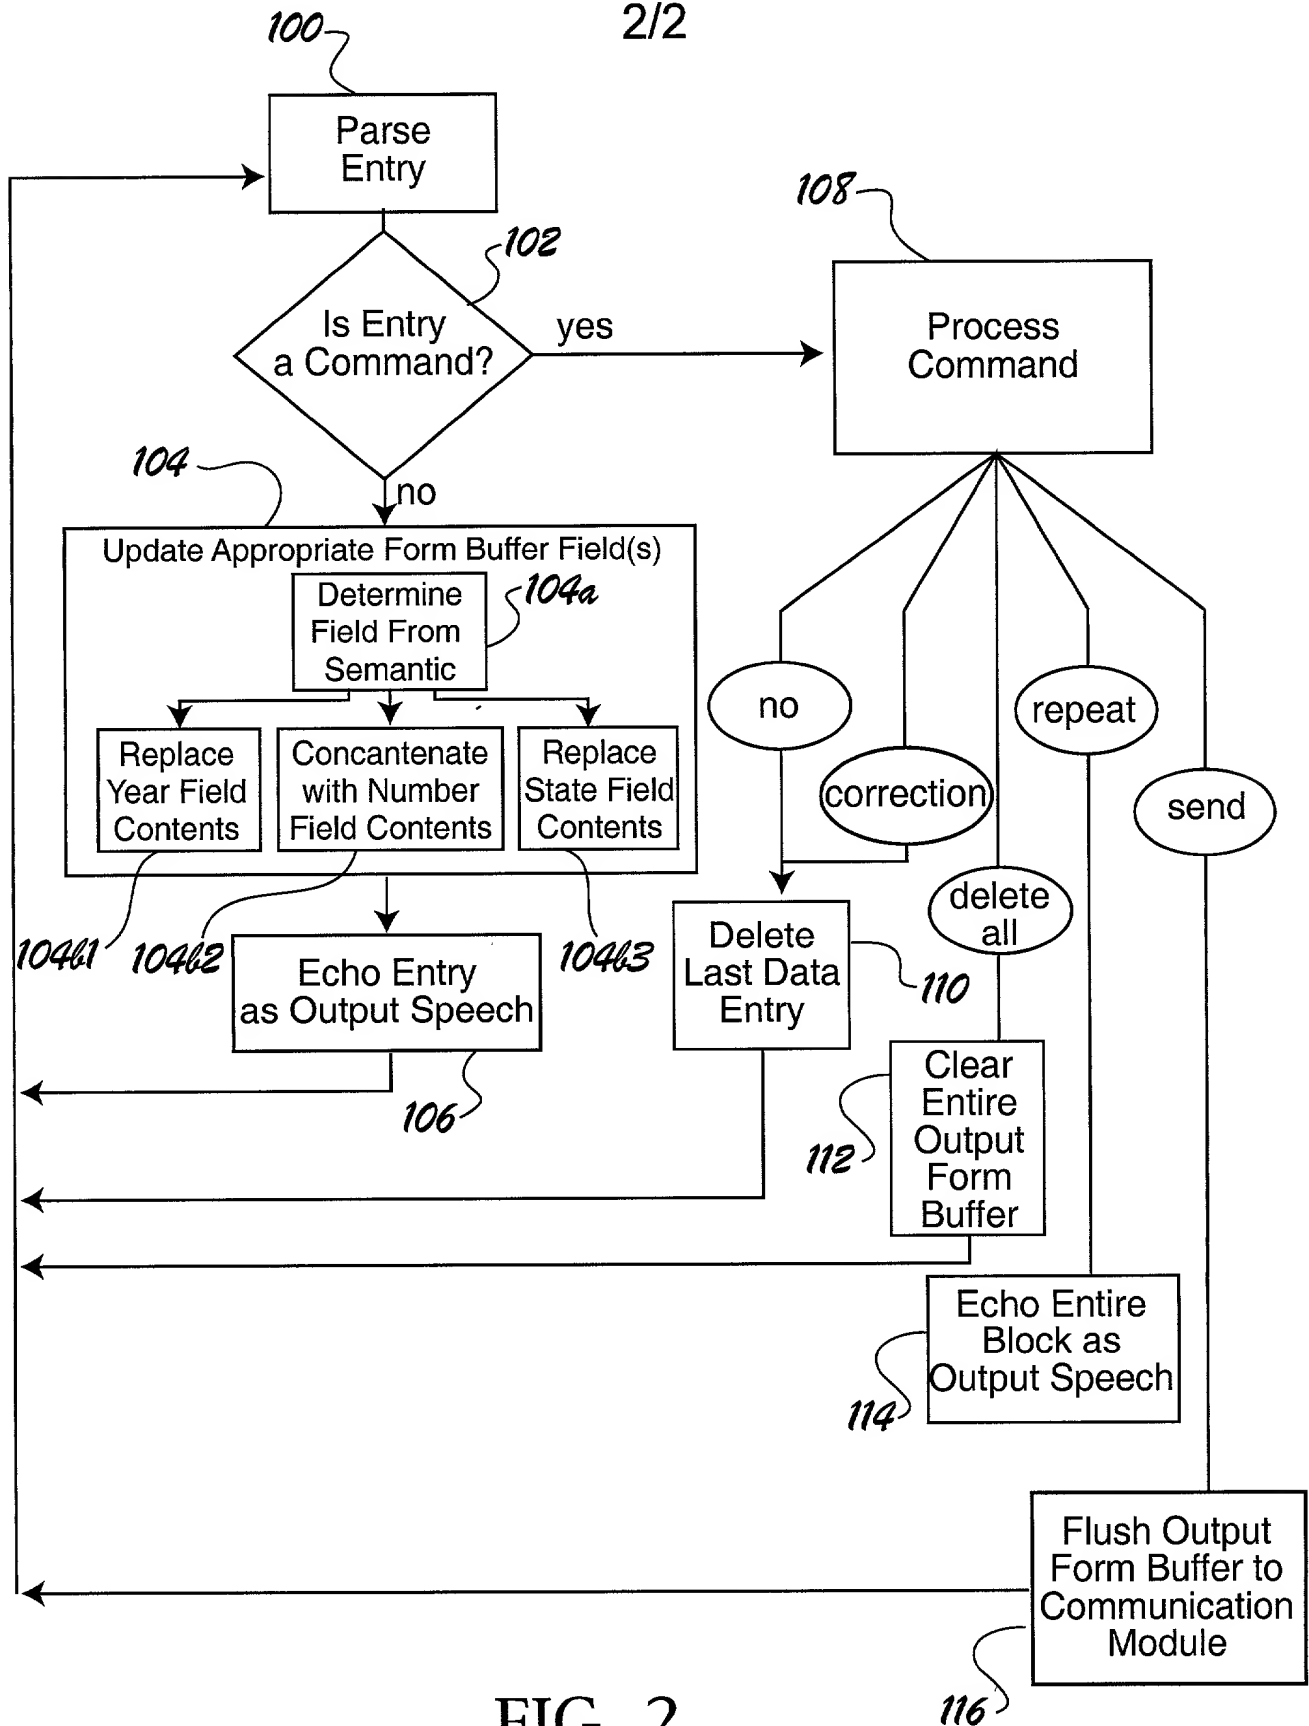 2/2
100
Parse
Entry
102
Is Entry
a Command?
yes
no
108
Process
Command
104
Update Appropriate Form Buffer Field(s)
104a
Determine
Field From
Semantic
Replace
Year Field
Contents
104b1
Concantenate
with Number
Field Contents
104b2
Replace
State Field
Contents
104b3
Echo Entry
as Output Speech
106
no
correction
delete
all
repeat
send
Delete
Last Data
Entry
110
Clear
Entire
Output
Form
Buffer
112
Echo Entire
Block as
Output Speech
114
Flush Output
Form Buffer to
Communication
Module
116
FIG. 2